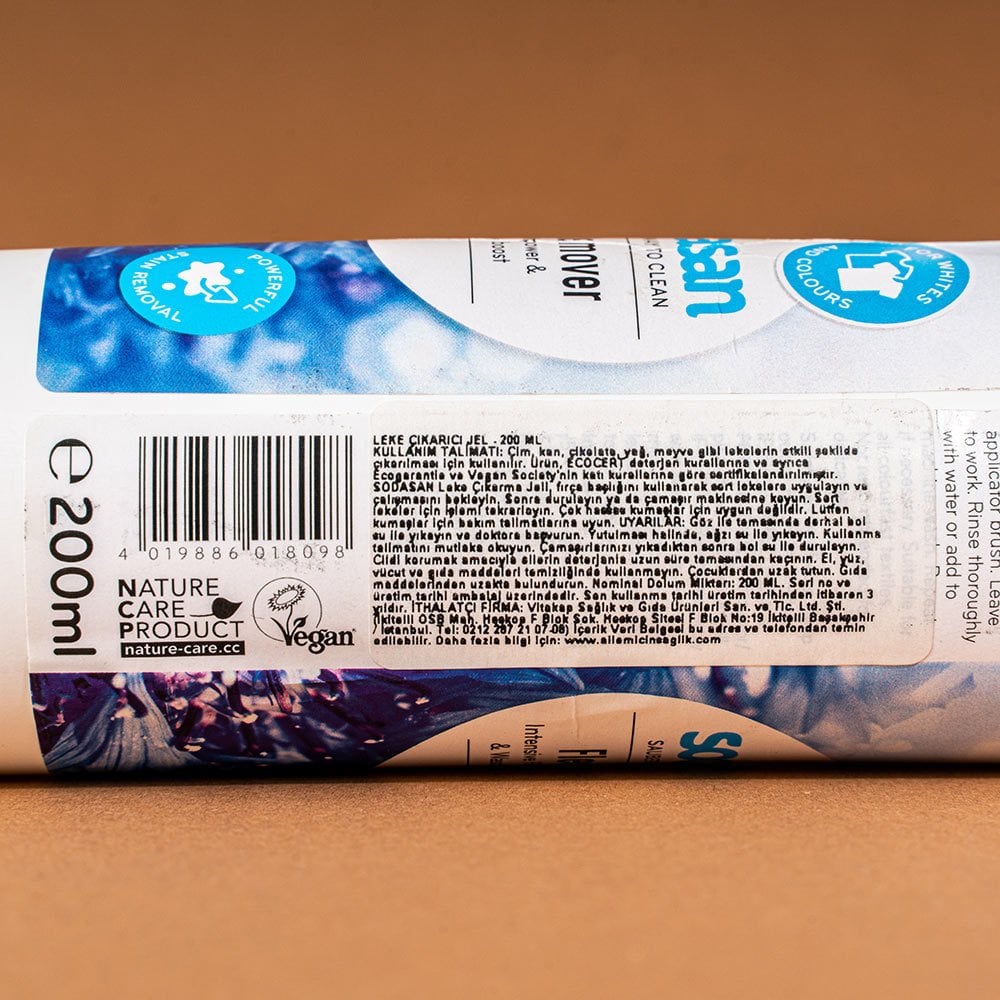 POWERFUL
STAIN REMOVAL
mover
ower &
boost
san
TO CLEAN
FOR WHITES
AND COLOURS
e 200ml
4 019886 018098
NATURE
CARE
PRODUCT
nature-care.cc
Vegan
LEKE ÇIKARICI JEL - 200 ML
KULLANIM TALİMATI: Çim, kan, çikolata, yağ, meyve gibi lekelerin etkili şekilde
çıkarılması için kullanılır. Ürün, ECOCERT deterjan kurallarına ve ayrıca
Ecogarantie ve Vegan Society'nin katı kurallarına göre sertifikalandırılmıştır.
SODASAN Leke Çıkarma Jeli, fırça başlığını kullanarak sert lekelere uygulayın ve
çalışmasını bekleyin. Sonra durulayın ya da çamaşır makinesine koyun. Sert
lekeler için işlemi tekrarlayın. Çok hassas kumaşlar için uygun değildir. Lütfen
kumaşlar için bakım talimatlarına uyun. UYARILAR: Göz ile temasında derhal bol
su ile yıkayın ve doktora başvurun. Yutulması halinde, ağzı su ile yıkayın. Kullanma
talimatını mutlaka okuyun. Çamaşırlarınızı yıkadıktan sonra bol su ile durulayın.
Cildi korumak amacıyla ellerin deterjanla uzun süre temasından kaçının. El, yüz,
vücut ve gıda maddeleri temizliğinde kullanmayın. Çocuklardan uzak tutun. Gıda
maddelerinden uzakta bulundurun. Nominal Dolum Miktarı: 200 ML. Seri no ve
üretim tarihi ambalaj üzerindedir. Son kullanma tarihi üretim tarihinden itibaren 3
yıldır. İTHALATÇI FİRMA: Vitakap Sağlık ve Gıda Ürünleri San. ve Tic. Ltd. Şti.
(İkitelli OSB Mah. Heskop F Blok Sok. Heskop Sitesi F Blok No:19 İkitelli Başakşehir
/İstanbul. Tel: 0212 287 21 07-08) İçerik Veri Belgesi bu adres ve telefondan temin
edilebilir. Daha fazla bilgi için: www.ailemicinsaglik.com
applicator brush. Leave
to work. Rinse thoroughly
with water or add to
so
SAUBE
Fle
Intensive